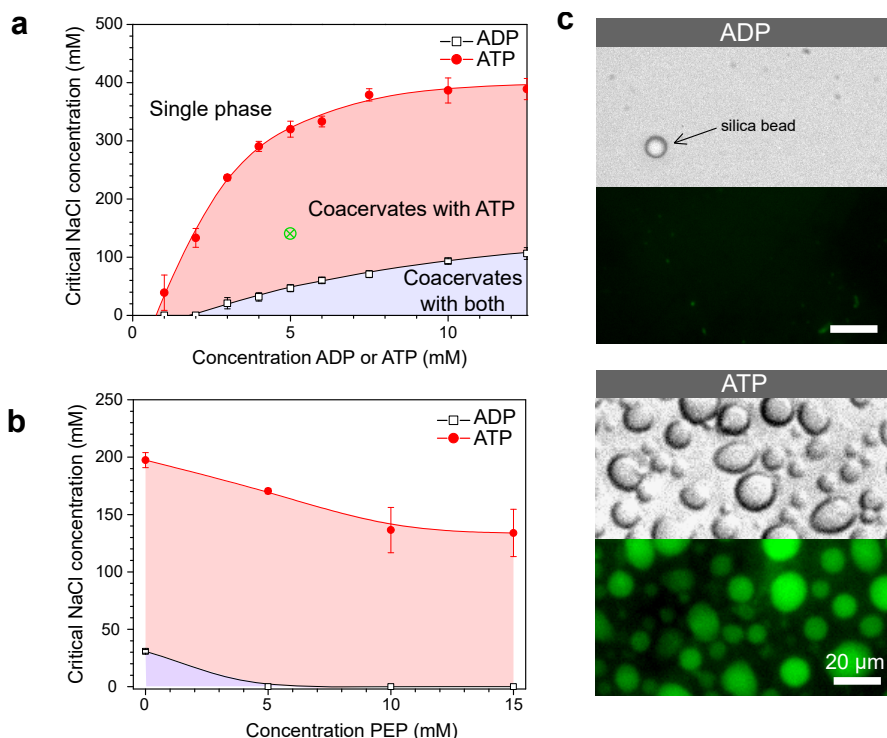 a
500
400
300
200
100
0
Critical NaCl concentration (mM)
ADP
ATP
Single phase
Coacervates with ATP
Coacervates
with both
0
5
10
Concentration ADP or ATP (mM)
b
250
200
150
100
50
0
Critical NaCl concentration (mM)
ADP
ATP
0
5
10
15
Concentration PEP (mM)
c
ADP
silica bead
ATP
20 µm